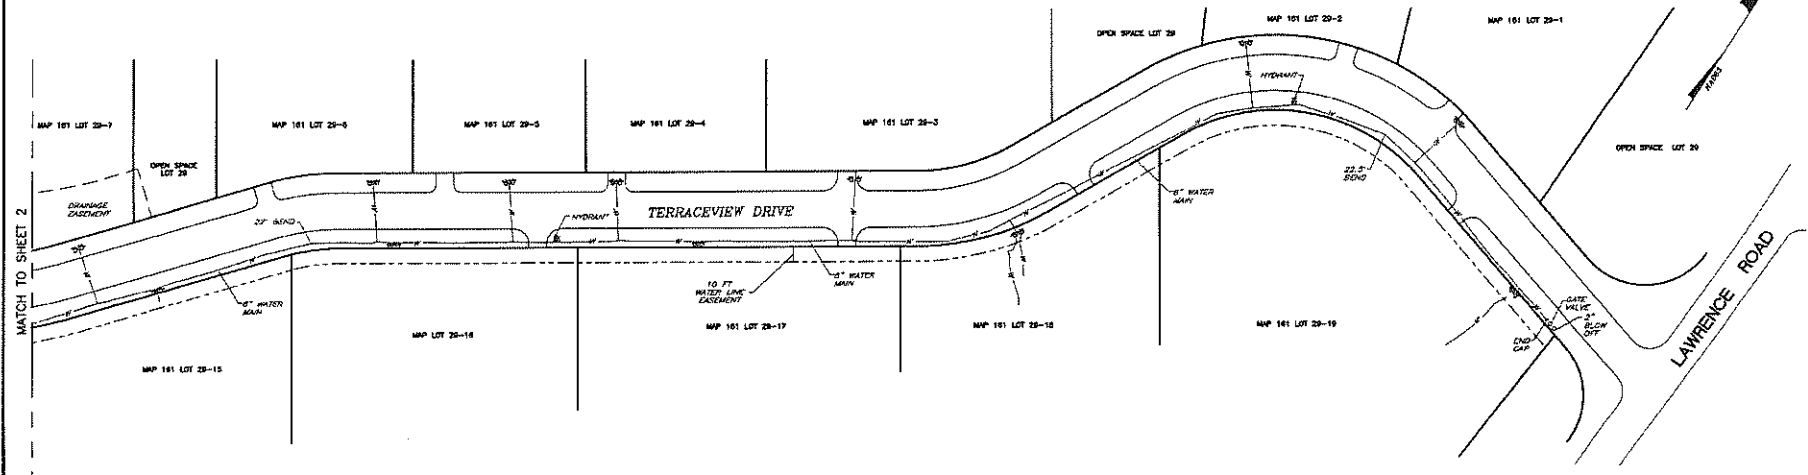 MAP 161 LOT 29-2
MAP 161 LOT 29-1
OPEN SPACE LOT 29
HYDRANT
NAD83
MAP 161 LOT 29-7
MAP 161 LOT 29-6
MAP 161 LOT 29-5
MAP 161 LOT 29-4
MAP 161 LOT 29-3
OPEN SPACE
LOT 29
OPEN SPACE LOT 29
22.5°
BEND
DRAINAGE
EASEMENT
BEND
HYDRANT
TERRACEVIEW DRIVE
WATER
MAIN
MATCH TO SHEET 2
WATER
MAIN
10 FT
WATER LINE
EASEMENT
WATER
MAIN
GATE
VALVE
2"
BLOW
OFF
END
CAP
LAWRENCE ROAD
MAP 161 LOT 29-15
MAP LOT 29-16
MAP 161 LOT 29-17
MAP 161 LOT 29-18
MAP 161 LOT 29-19